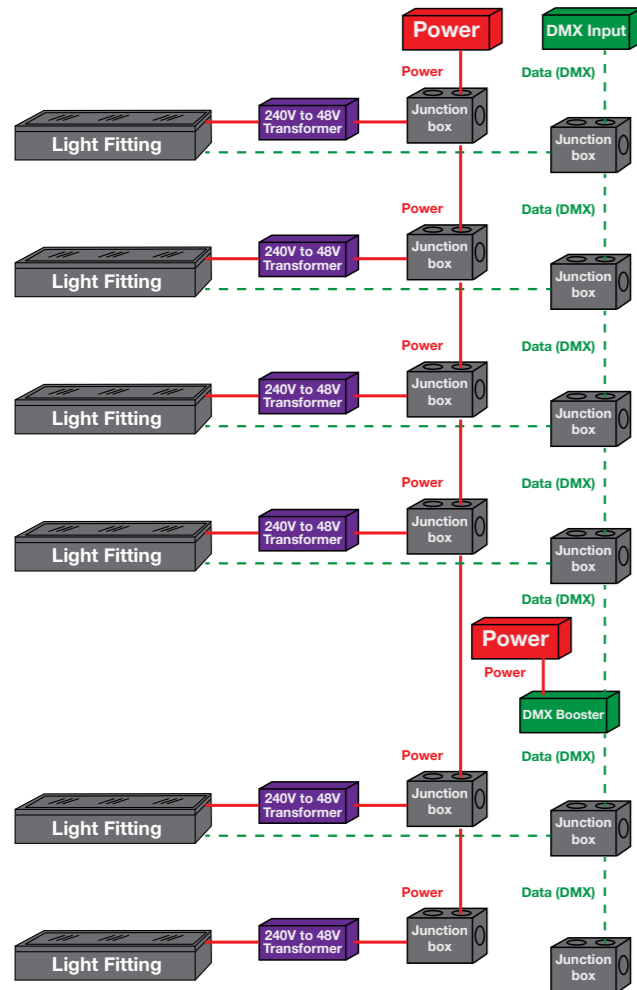 Power
DMX Input
Power
Data (DMX)
240V to 48V
Transformer
Junction
box
Light Fitting
Junction
box
Power
Data (DMX)
240V to 48V
Transformer
Junction
box
Light Fitting
Junction
box
Power
Data (DMX)
240V to 48V
Transformer
Junction
box
Light Fitting
Junction
box
Power
Data (DMX)
240V to 48V
Transformer
Junction
box
Light Fitting
Junction
box
Data (DMX)
Power
Power
DMX Booster
Power
Data (DMX)
240V to 48V
Transformer
Junction
box
Light Fitting
Junction
box
Power
Data (DMX)
240V to 48V
Transformer
Junction
box
Light Fitting
Junction
box